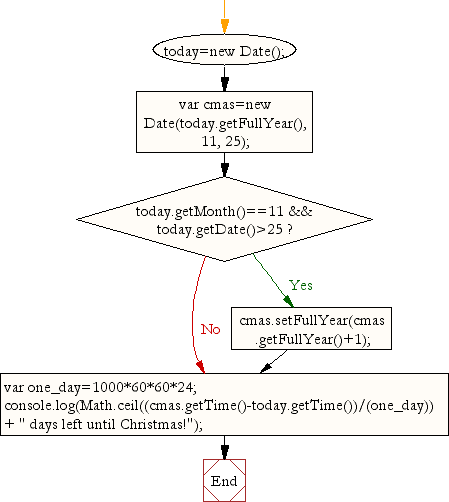 today=new Date();
var cmas=new
Date(today.getFullYear(),
11, 25);
today.getMonth()==11 &&
today.getDate()>25 ?
Yes
No
cmas.setFullYear(cmas
.getFullYear()+1);
var one_day=1000*60*60*24;
console.log(Math.ceil((cmas.getTime()-today.getTime())/(one_day))
+ " days left until Christmas!");
End